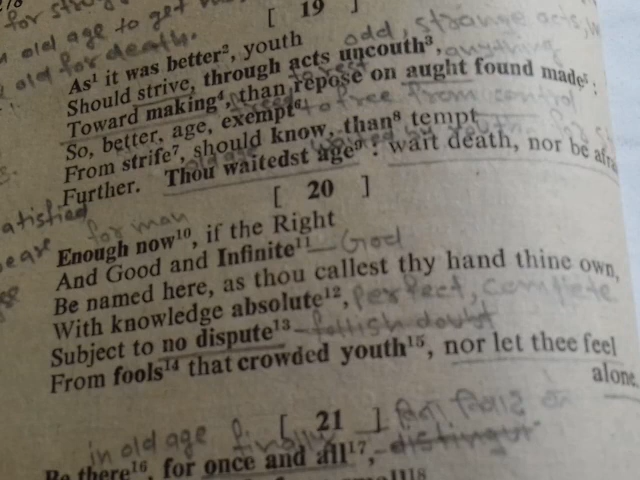 [ 19 ]
old age to get
old for death.
odd, strange acts,
As¹ it was better², youth
Should strive, through acts uncouth³,
anything
Toward making⁴, than repose on aught found made⁵ :
to free from control
So, better, age, exempt⁶
From strife⁷, should know, than⁸ tempt
Further. Thou waitedst age⁹ : wait death, nor be
[ 20 ]
for man
Enough now¹⁰, if the Right
And Good and Infinite¹¹ – God
Be named here, as thou callest thy hand thine own,
With knowledge absolute¹², perfect, complete
Subject to no dispute¹³ – doubt
From fools¹⁴ that crowded youth¹⁵, nor let thee feel
alone.
[ 21 ]
in old age finally
Be there¹⁶, for once and all¹⁷,